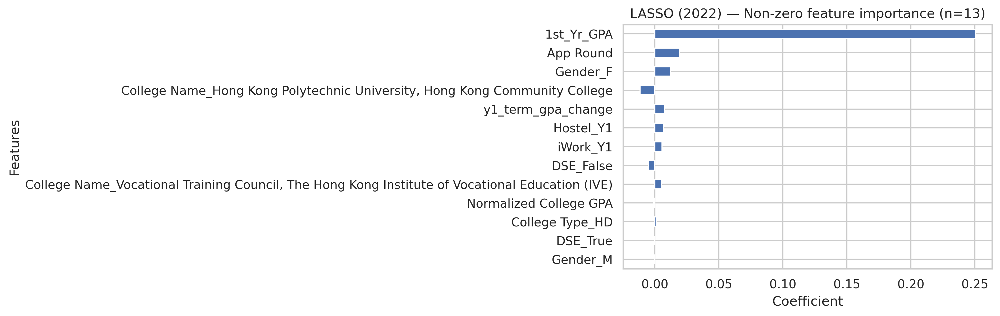 LASSO (2022) — Non-zero feature importance (n=13)
Features
1st_Yr_GPA
App Round
Gender_F
College Name_Hong Kong Polytechnic University, Hong Kong Community College
y1_term_gpa_change
Hostel_Y1
iWork_Y1
DSE_False
College Name_Vocational Training Council, The Hong Kong Institute of Vocational Education (IVE)
Normalized College GPA
College Type_HD
DSE_True
Gender_M
0.00 0.05 0.10 0.15 0.20 0.25
Coefficient